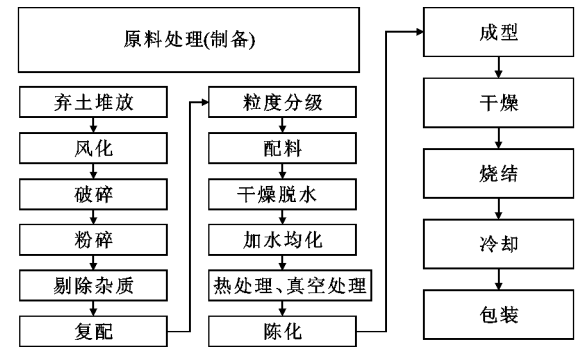 原料处理(制备)
弃土堆放
风化
破碎
粉碎
剔除杂质
复配
粒度分级
配料
干燥脱水
加水均化
热处理、真空处理
陈化
成型
干燥
烧结
冷却
包装